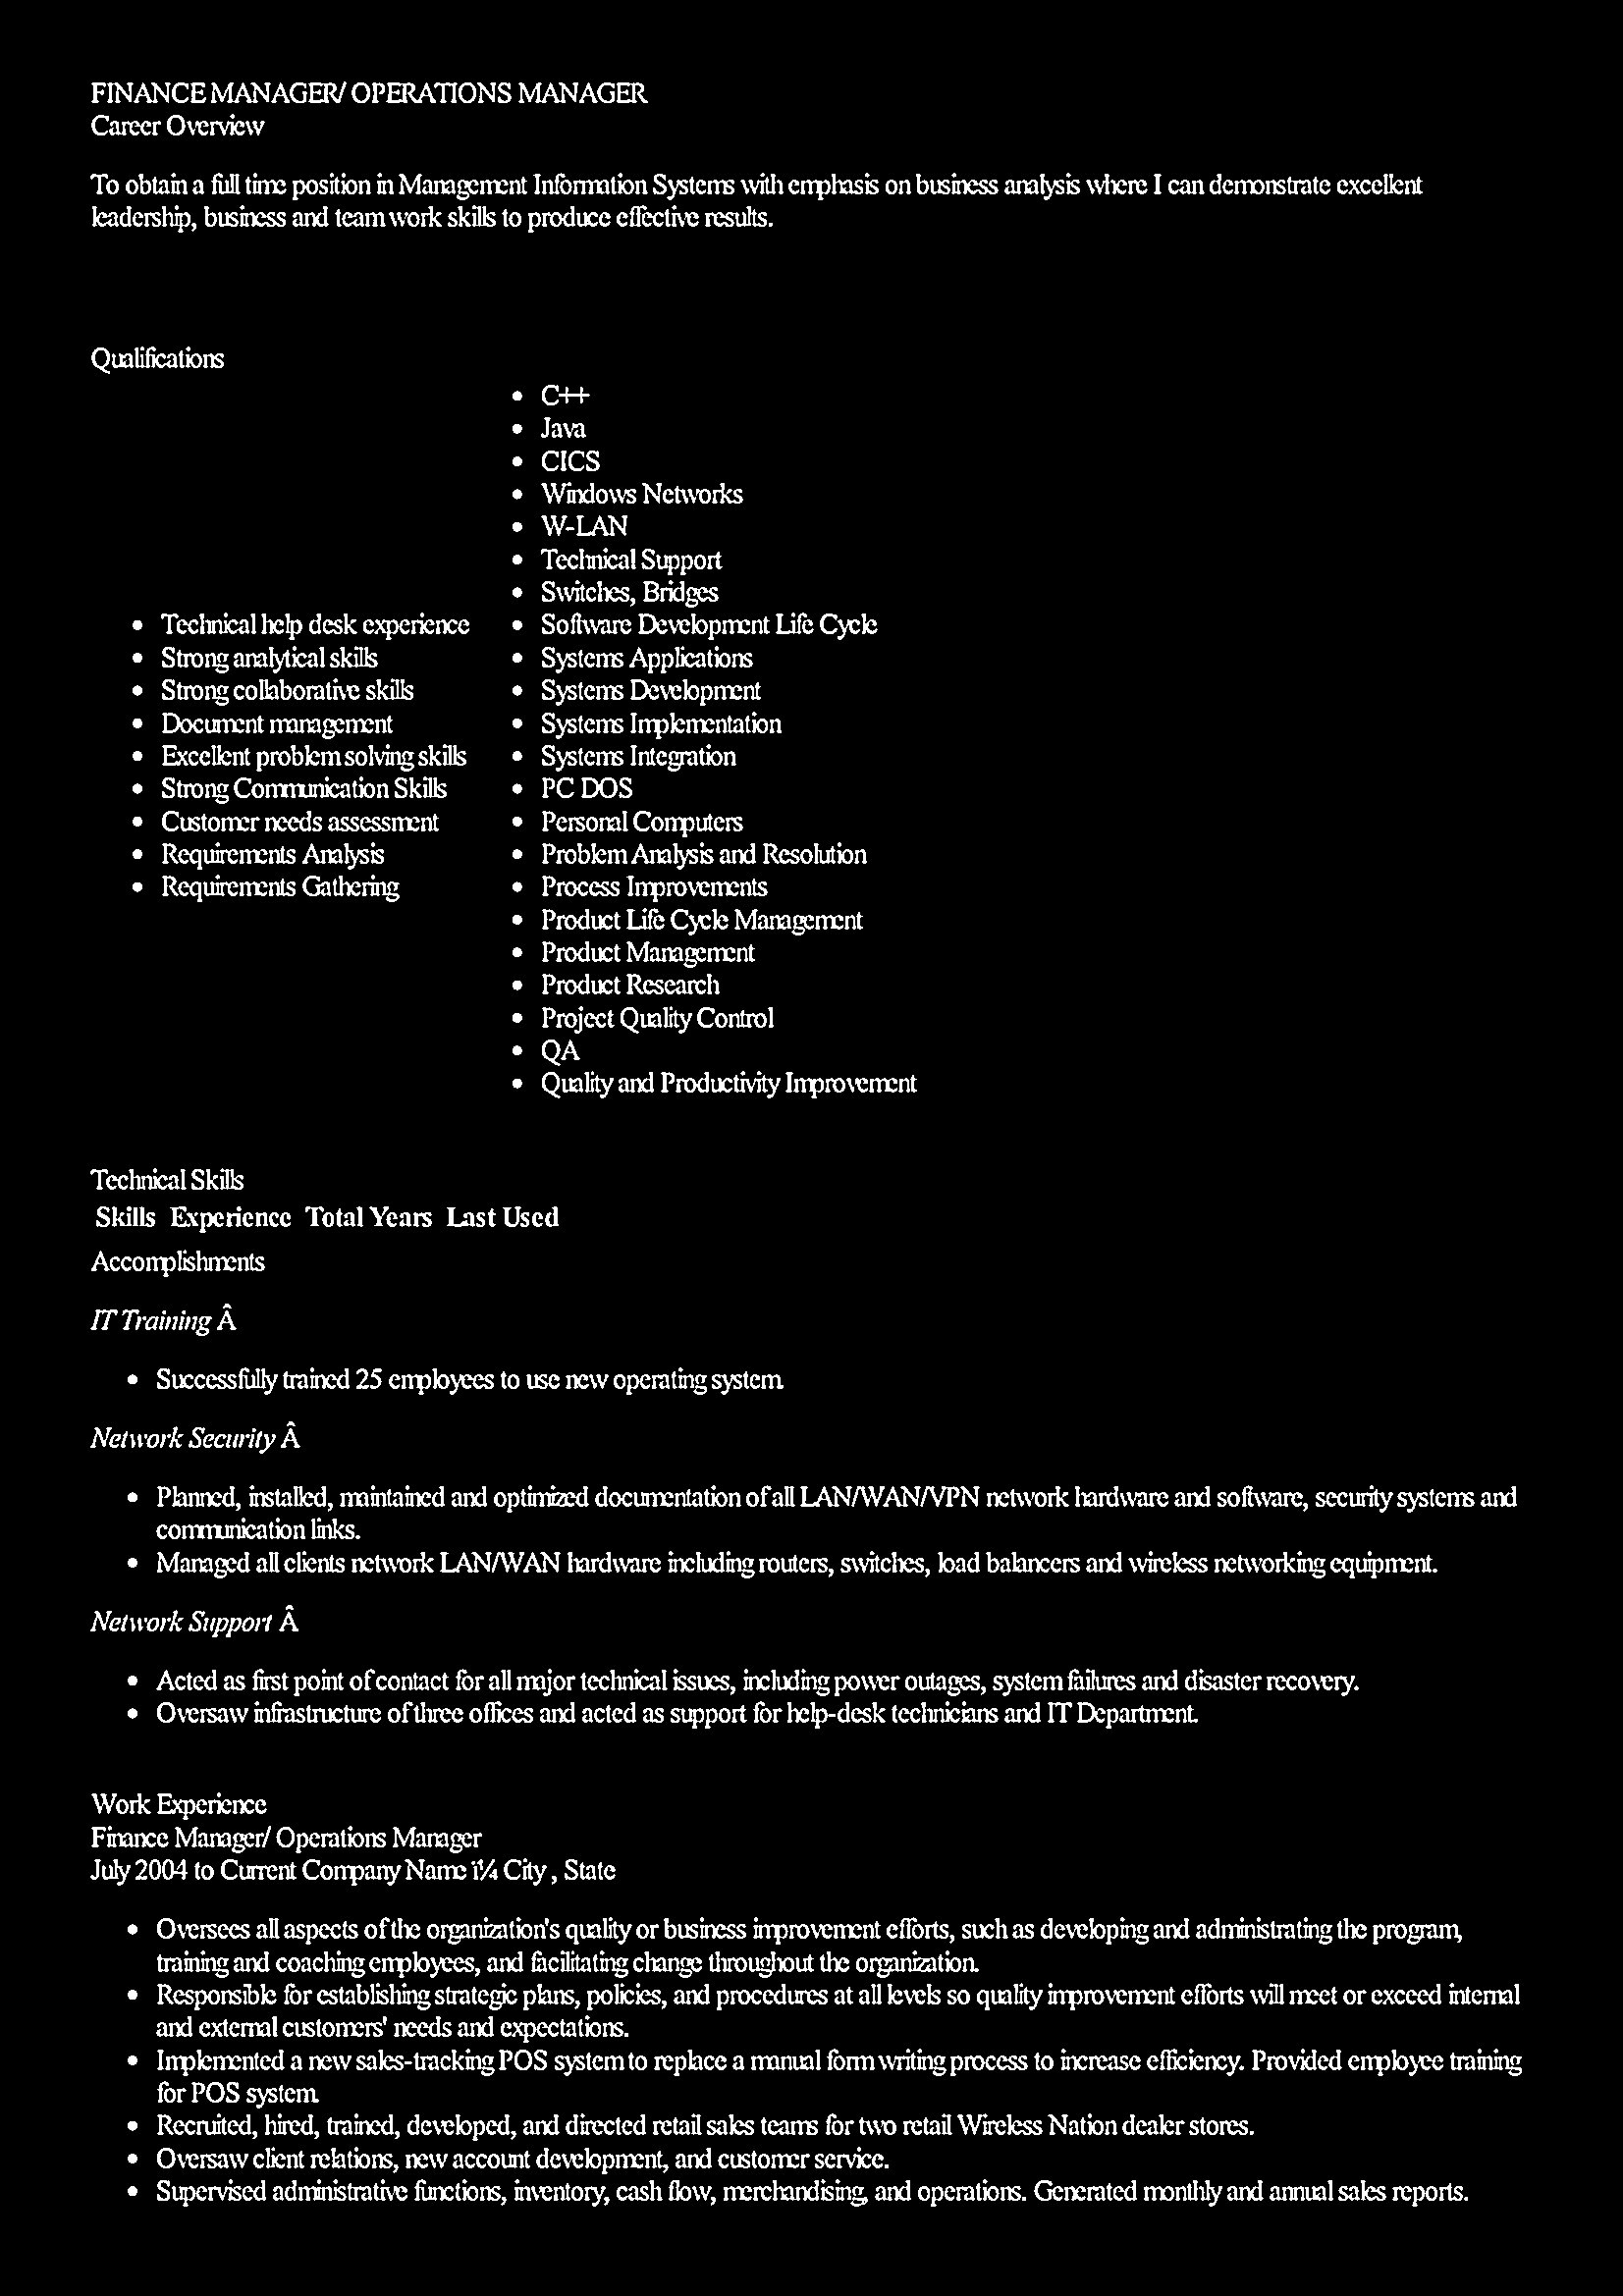 FINANCE MANAGER/ OPERATIONS MANAGER
Career Overview
To obtain a full time position in Management Information Systems with emphasis on business analysis where I can demonstrate excellent
leadership, business and team work skills to produce effective results.
Qualifications
• Technical help desk experience
• Strong analytical skills
• Strong collaborative skills
• Document management
• Excellent problem solving skills
• Strong Communication Skills
• Customer needs assessment
• Requirements Analysis
• Requirements Gathering
• C++
• Java
• CICS
• Windows Networks
• W-LAN
• Technical Support
• Switches, Bridges
• Software Development Life Cycle
• Systems Applications
• Systems Development
• Systems Implementation
• Systems Integration
• PC DOS
• Personal Computers
• Problem Analysis and Resolution
• Process Improvements
• Product Life Cycle Management
• Product Management
• Product Research
• Project Quality Control
• QA
• Quality and Productivity Improvement
Technical Skills
Skills Experience Total Years Last Used
Accomplishments
IT Training Â
• Successfully trained 25 employees to use new operating system.
Network Security Â
• Planned, installed, maintained and optimized documentation of all LAN/WAN/VPN network hardware and software, security systems and
communication links.
• Managed all clients network LAN/WAN hardware including routers, switches, load balancers and wireless networking equipment.
Network Support Â
• Acted as first point of contact for all major technical issues, including power outages, system failures and disaster recovery.
• Oversaw infrastructure of three offices and acted as support for help-desk technicians and IT Department.
Work Experience
Finance Manager/ Operations Manager
July 2004 to Current Company Name ï¼ City , State
• Oversees all aspects of the organization's quality or business improvement efforts, such as developing and administrating the program,
training and coaching employees, and facilitating change throughout the organization.
• Responsible for establishing strategic plans, policies, and procedures at all levels so quality improvement efforts will meet or exceed internal
and external customers' needs and expectations.
• Implemented a new sales-tracking POS system to replace a manual form writing process to increase efficiency. Provided employee training
for POS system.
• Recruited, hired, trained, developed, and directed retail sales teams for two retail Wireless Nation dealer stores.
• Oversaw client relations, new account development, and customer service.
• Supervised administrative functions, inventory, cash flow, merchandising, and operations. Generated monthly and annual sales reports.